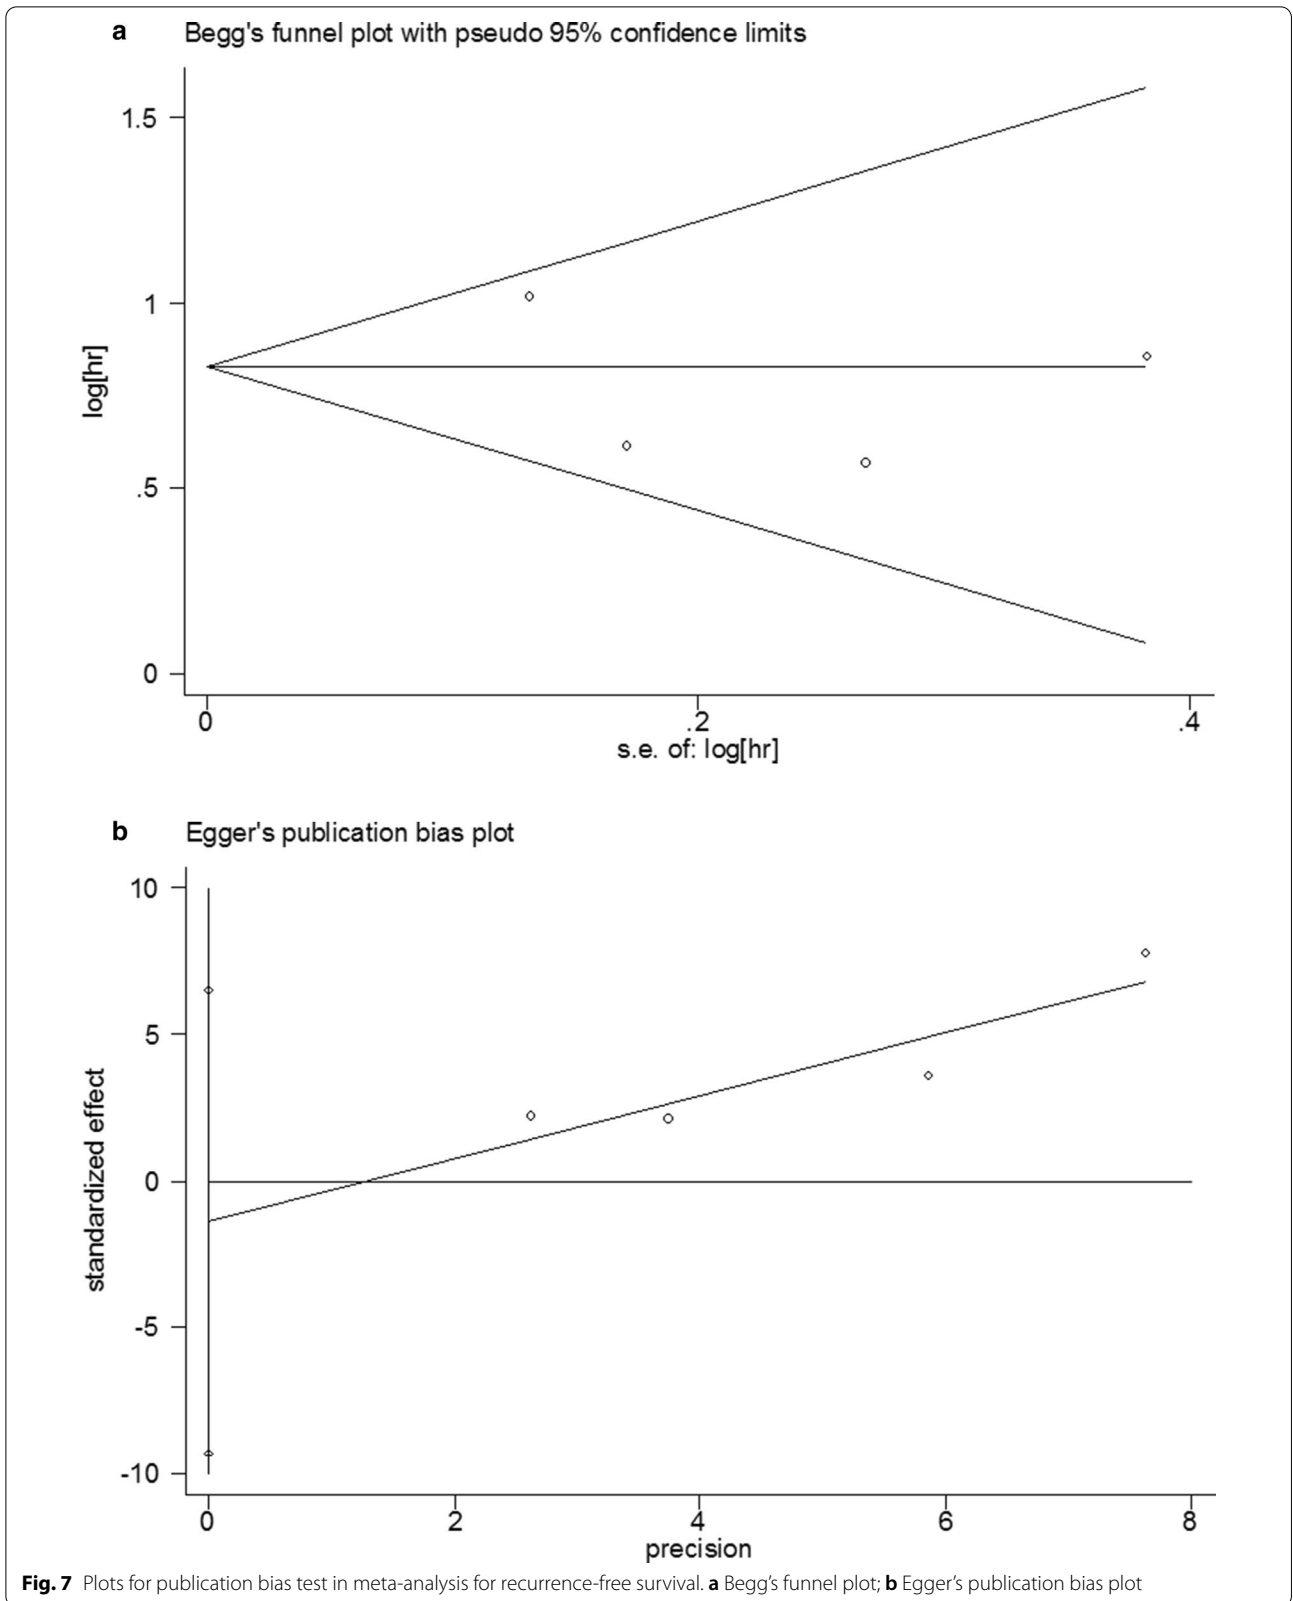 a Begg's funnel plot with pseudo 95% confidence limits
1.5
1
.5
0
log[hr]
0 .2 .4
s.e. of: log[hr]
b Egger's publication bias plot
10
5
0
-5
-10
standardized effect
0 2 4 6 8
precision
Fig. 7 Plots for publication bias test in meta-analysis for recurrence-free survival. a Begg’s funnel plot; b Egger’s publication bias plot